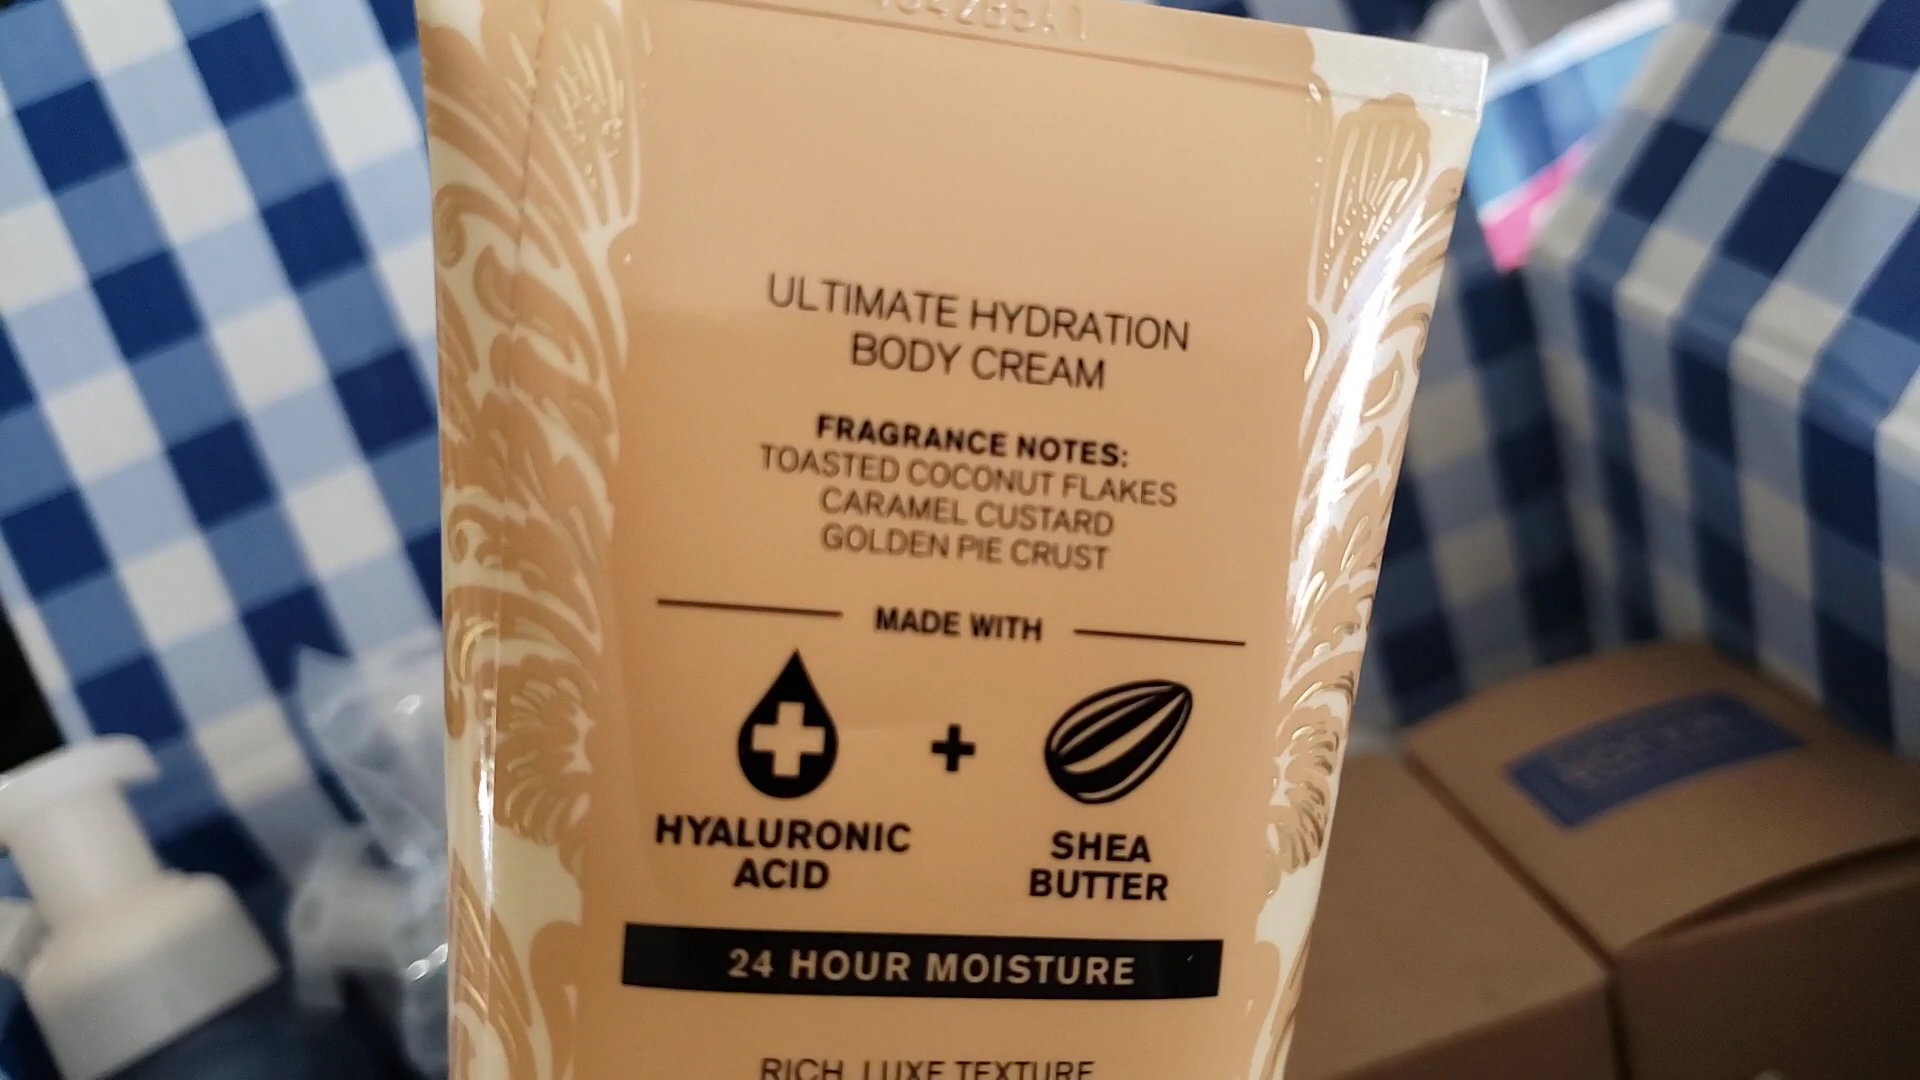 ULTIMATE HYDRATION
BODY CREAM
FRAGRANCE NOTES:
TOASTED COCONUT FLAKES
CARAMEL CUSTARD
GOLDEN PIE CRUST
MADE WITH
+
HYALURONIC
ACID
SHEA
BUTTER
24 HOUR MOISTURE
RICH, LUXE TEXTURE